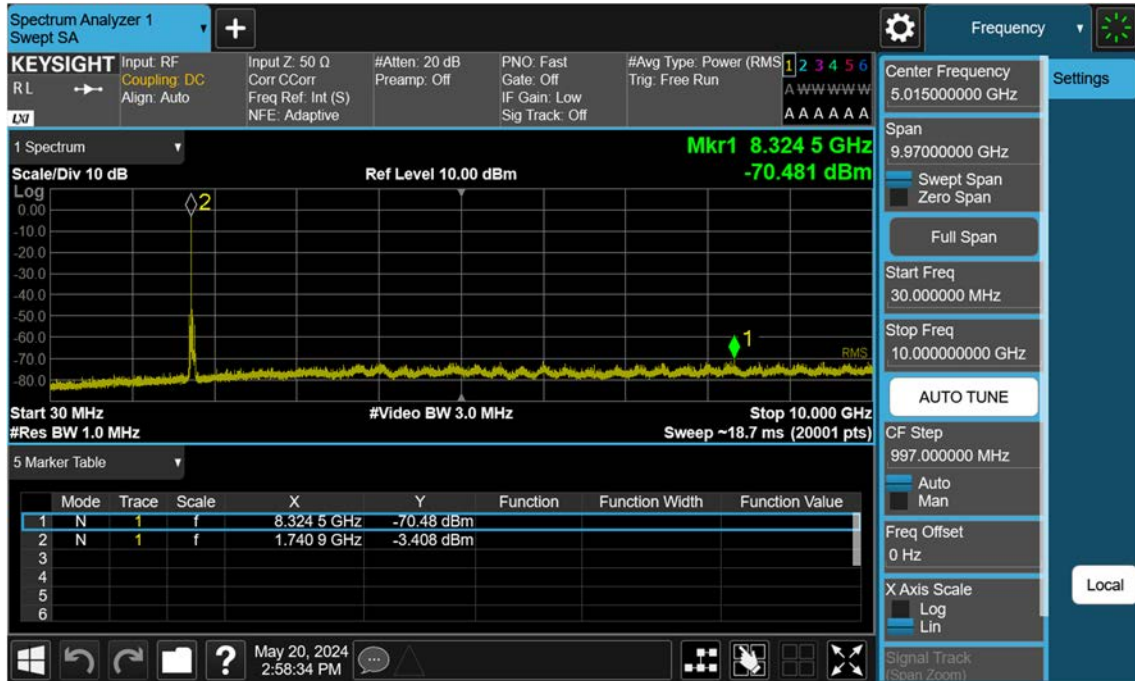 Spectrum Analyzer 1
Swept SA
+
Frequency
KEYSIGHT
R L
LXI
Input: RF
Coupling: DC
Align: Auto
Input Z: 50 Ω
Corr CCorr
Freq Ref: Int (S)
NFE: Adaptive
#Atten: 20 dB
Preamp: Off
PNO: Fast
Gate: Off
IF Gain: Low
Sig Track: Off
#Avg Type: Power (RMS
Trig: Free Run
1 2 3 4 5 6
A W W W W W
A A A A A A
1 Spectrum
Mkr1 8.324 5 GHz
Scale/Div 10 dB Ref Level 10.00 dBm -70.481 dBm
Log
0.00
-10.0
-20.0
-30.0
-40.0
-50.0
-60.0
-70.0
-80.0
2
1
RMS
Start 30 MHz #Video BW 3.0 MHz Stop 10.000 GHz
#Res BW 1.0 MHz Sweep ~18.7 ms (20001 pts)
5 Marker Table
Mode Trace Scale X Y Function Function Width Function Value
1 N 1 f 8.324 5 GHz -70.48 dBm
2 N 1 f 1.740 9 GHz -3.408 dBm
3
4
5
6
?
May 20, 2024
2:58:34 PM
Center Frequency
5.015000000 GHz
Span
9.97000000 GHz
Swept Span
Zero Span
Full Span
Start Freq
30.000000 MHz
Stop Freq
10.000000000 GHz
AUTO TUNE
CF Step
997.000000 MHz
Auto
Man
Freq Offset
0 Hz
X Axis Scale
Log
Lin
Signal Track
(Span Zoom)
Settings
Local